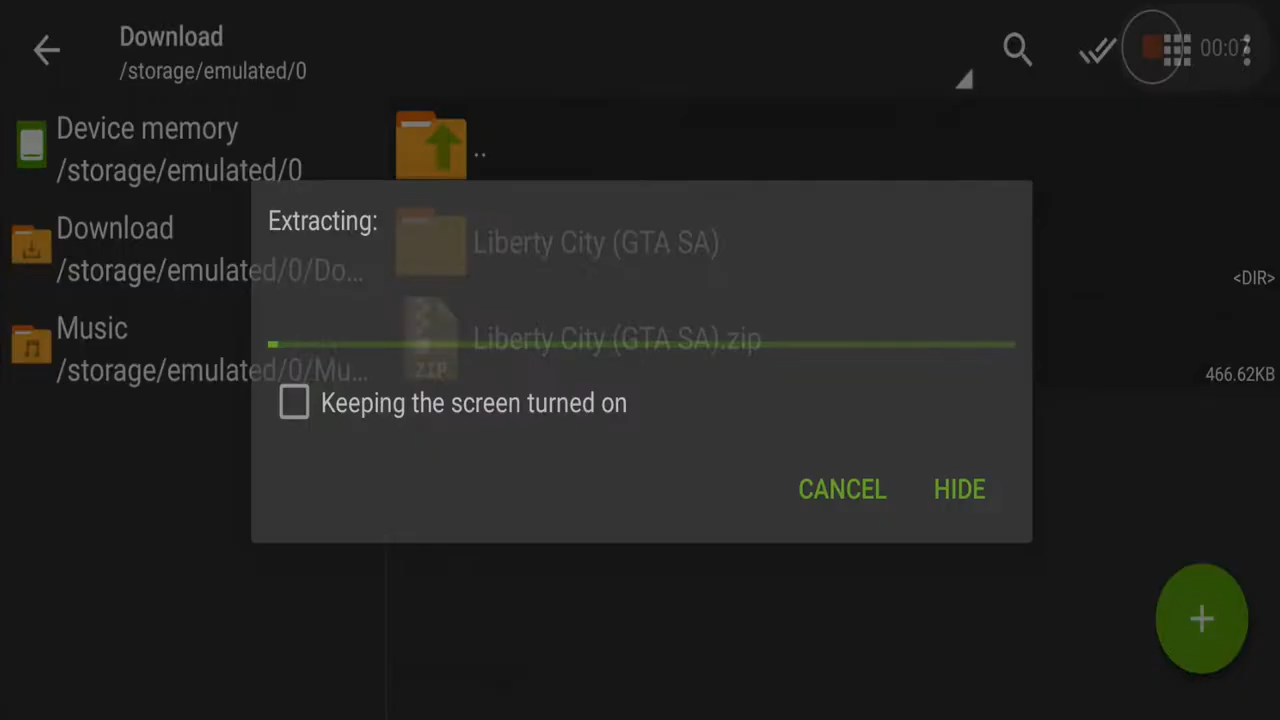 Download
/storage/emulated/0
00:07
Device memory
/storage/emulated/0
Download
/storage/emulated/0/Do...
Music
/storage/emulated/0/Mu...
..
Liberty City (GTA SA)
<DIR>
Liberty City (GTA SA).zip
ZIP
466.62KB
Extracting:
Keeping the screen turned on
CANCEL
HIDE